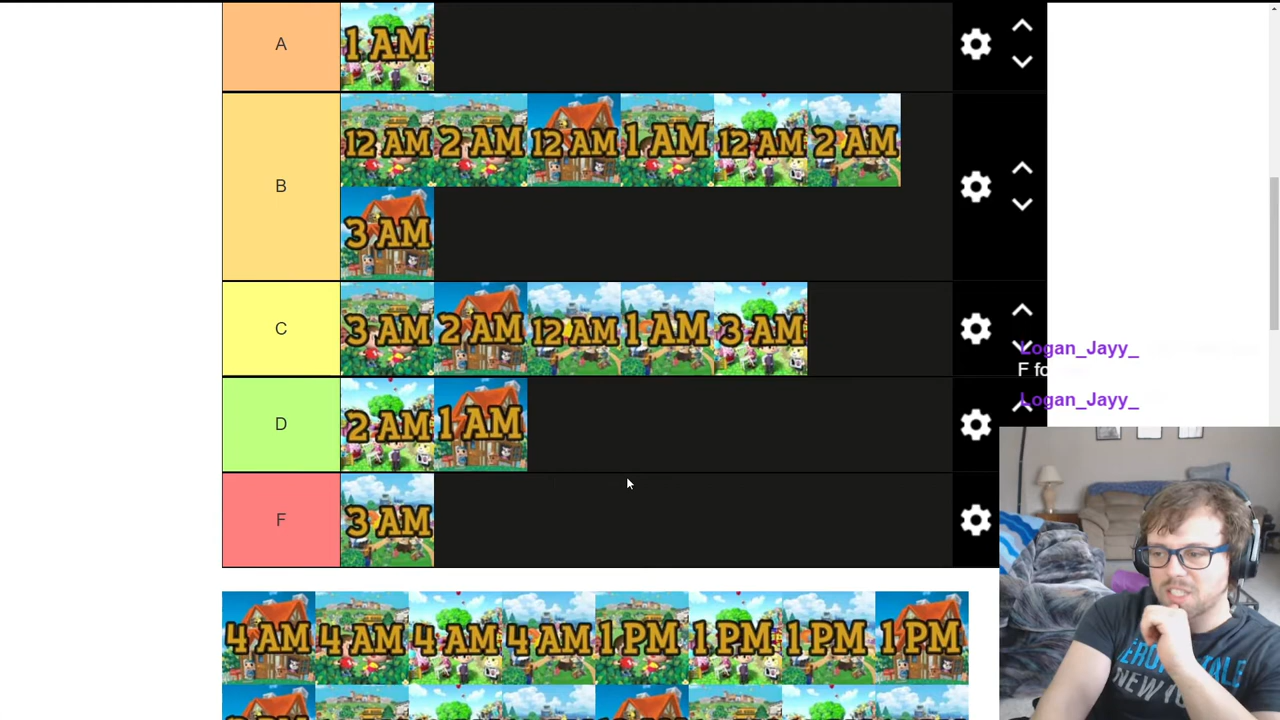 A
1 AM
B
12 AM 2 AM 12 AM 1 AM 12 AM 2 AM
3 AM
C
3 AM 2 AM 12 AM 1 AM 3 AM
Logan_Jayy_
F fo
D
2 AM 1 AM
Logan_Jayy_
F
3 AM
4 AM 4 AM 4 AM 4 AM 1 PM 1 PM 1 PM 1 PM
NEW